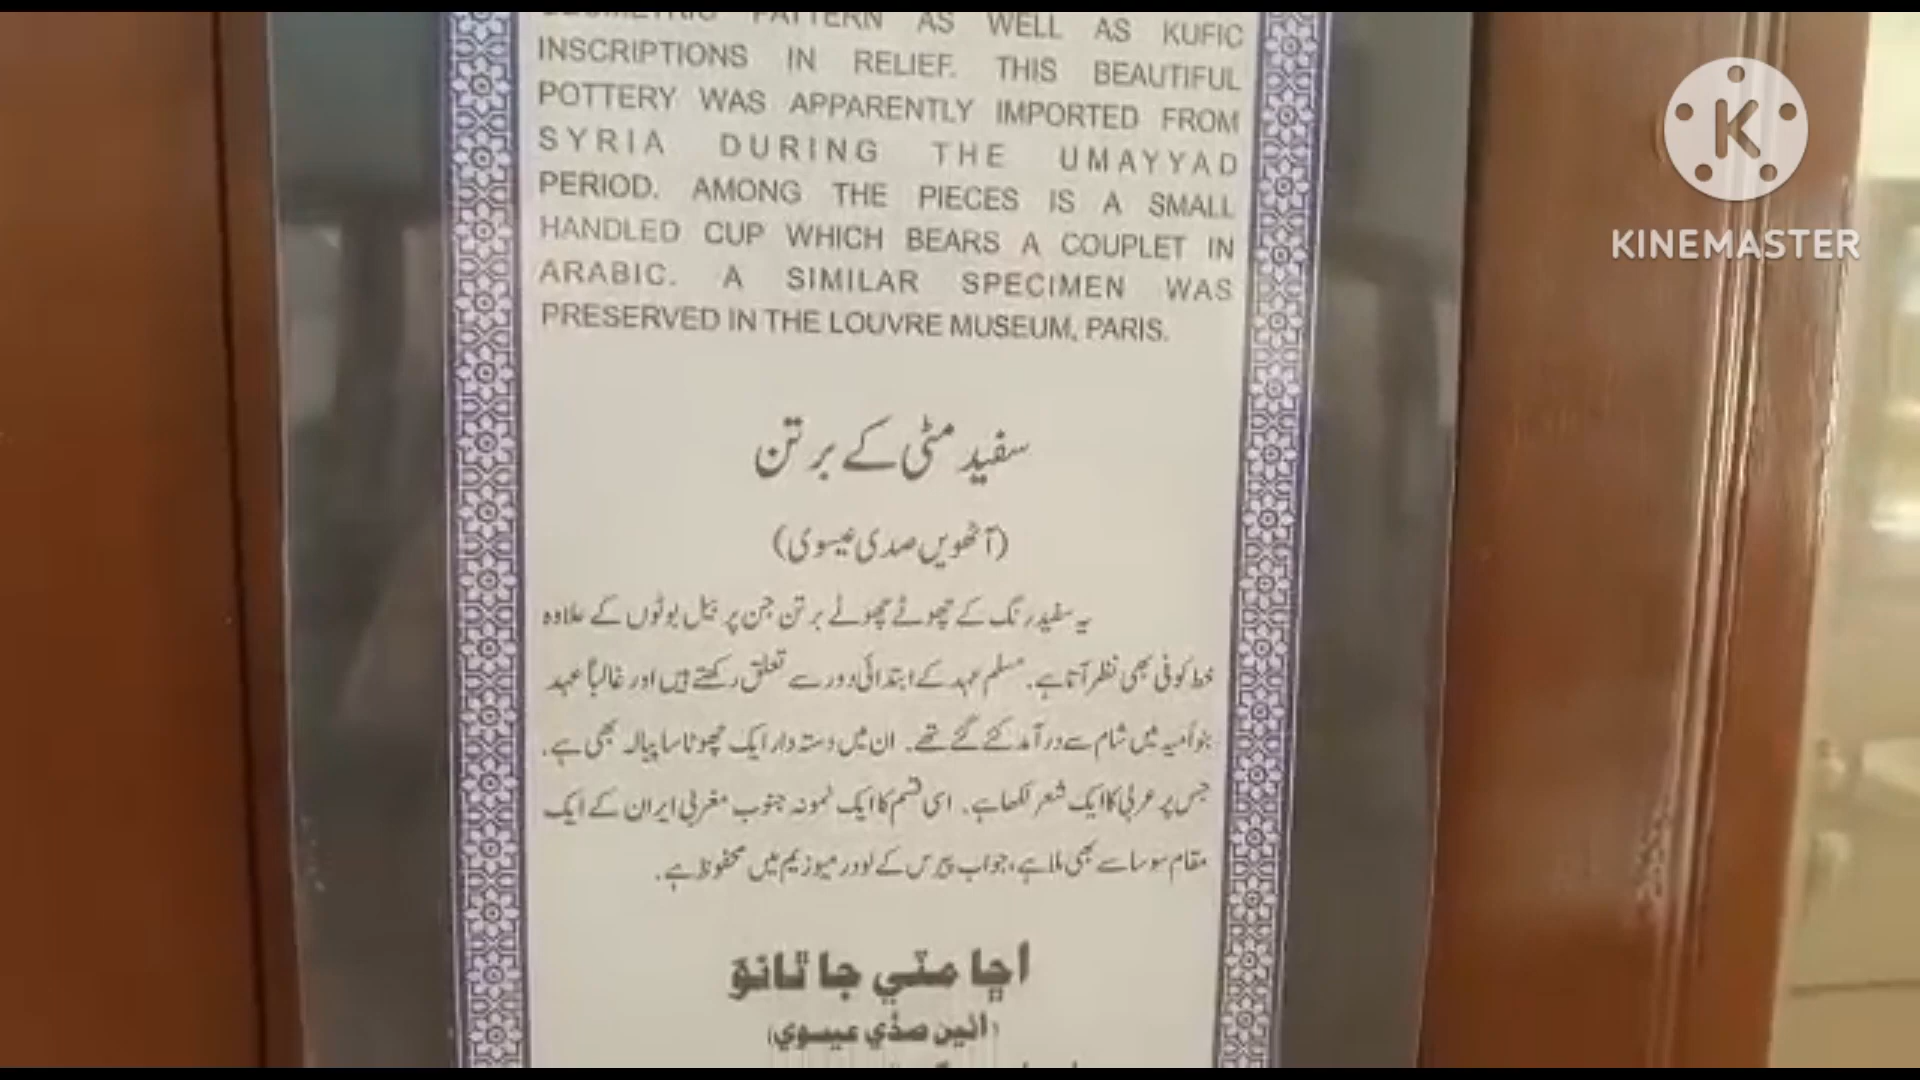 GEOMETRIC PATTERN AS WELL AS KUFIC
INSCRIPTIONS IN RELIEF. THIS BEAUTIFUL
POTTERY WAS APPARENTLY IMPORTED FROM
SYRIA DURING THE UMAYYAD
PERIOD. AMONG THE PIECES IS A SMALL
HANDLED CUP WHICH BEARS A COUPLET IN
ARABIC. A SIMILAR SPECIMEN WAS
PRESERVED IN THE LOUVRE MUSEUM, PARIS.
سفید مٹی کے برتن
(آٹھویں صدی عیسوی)
یہ سفید رنگ کے چھوٹے چھوٹے برتن جن پر بیل بوٹوں کے علاوہ
خط کوفی بھی نظر آتا ہے۔ مسلم عہد کے ابتدائی دور سے تعلق رکھتے ہیں اور غالباً عہد
بنو اُمیہ میں شام سے درآمد کئے گئے تھے۔ ان میں دستہ دار ایک چھوٹا سا پیالہ بھی ہے۔
جس پر عربی کا ایک شعر لکھا ہے۔ اسی قسم کا ایک نمونہ جنوب مغربی ایران کے ایک
مقام سوسا سے بھی ملا ہے، جو اب پیرس کے لوور میوزیم میں محفوظ ہے۔
اڇا مٽي جا ٿانوَ
(اٺين صدي عيسوي)
K
KINEMASTER